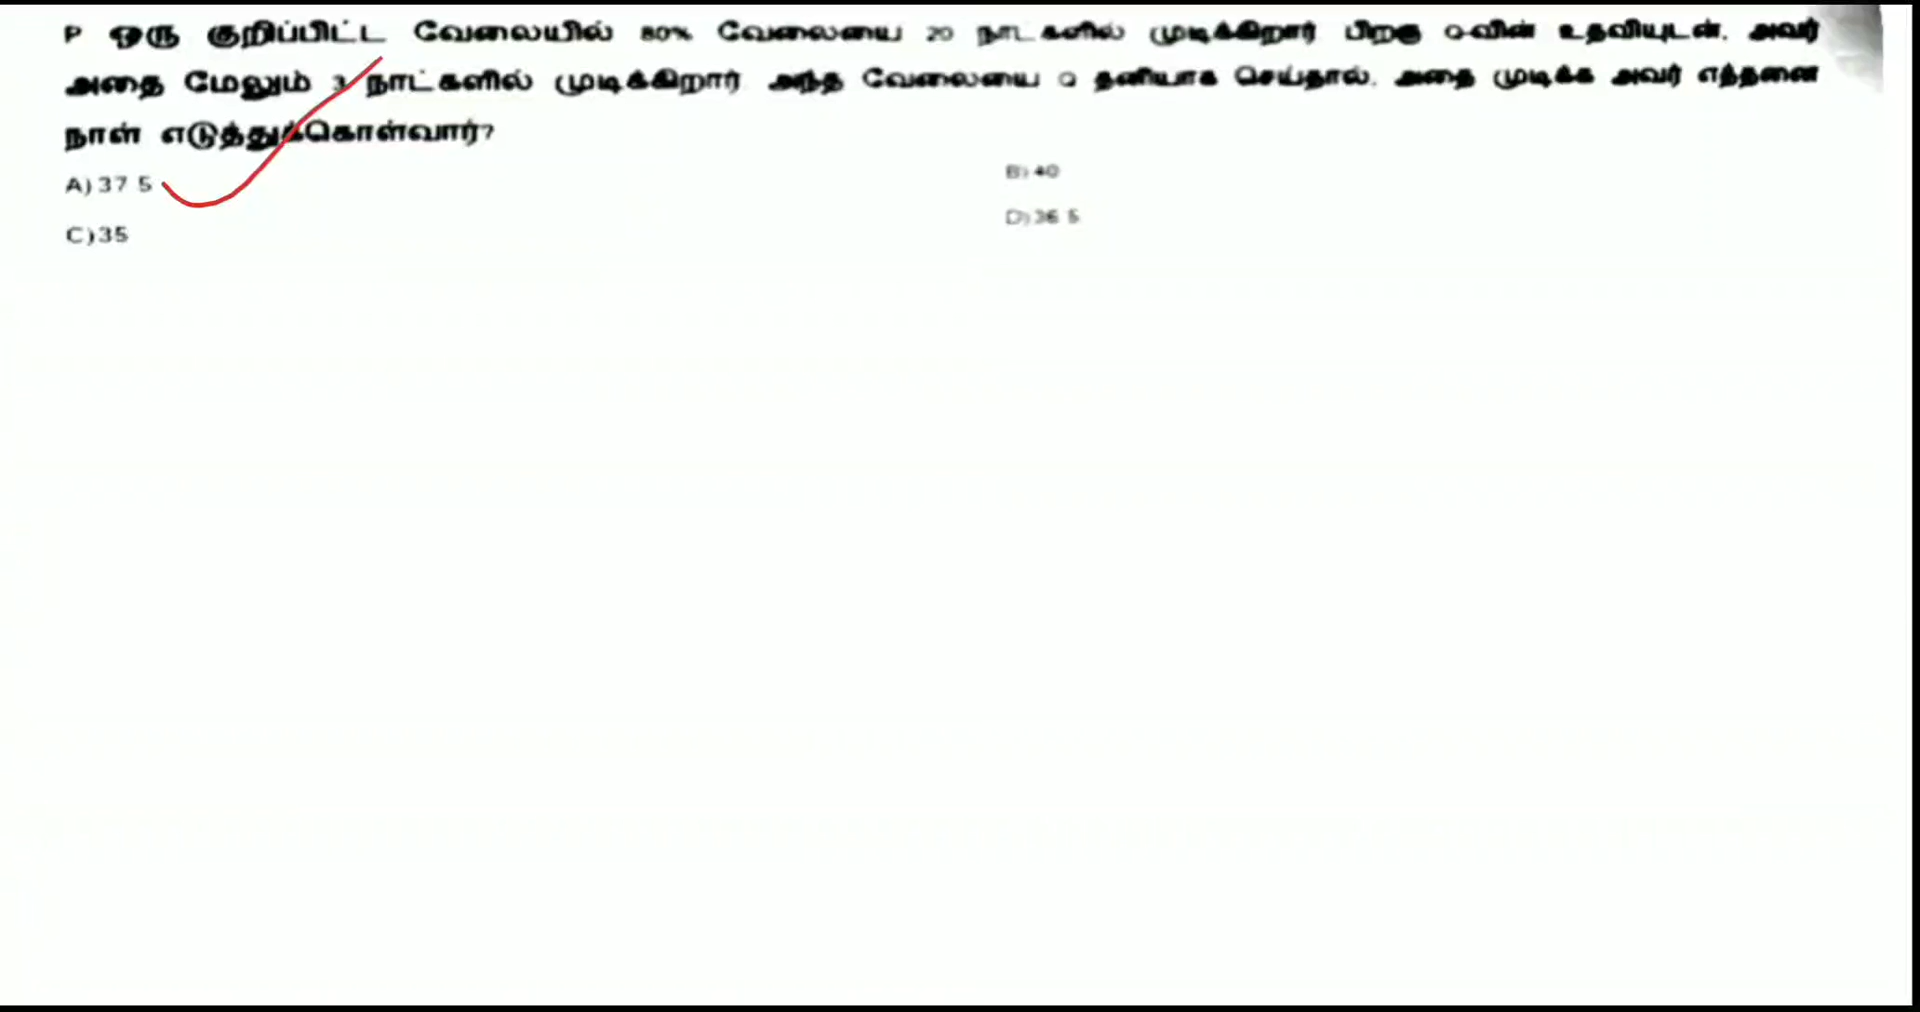 P ஒரு குறிப்பிட்ட வேலையில் 80% வேலையை 20 நாட்களில் முடிக்கிறார் பிறகு Qவின் உதவியுடன், அவர்
அதை மேலும் 3 நாட்களில் முடிக்கிறார் அந்த வேலையை Q தனியாக செய்தால், அதை முடிக்க அவர் எத்தனை
நாள் எடுத்துக்கொள்வார்?
A) 37 5
B) 40
C) 35
D) 36 5